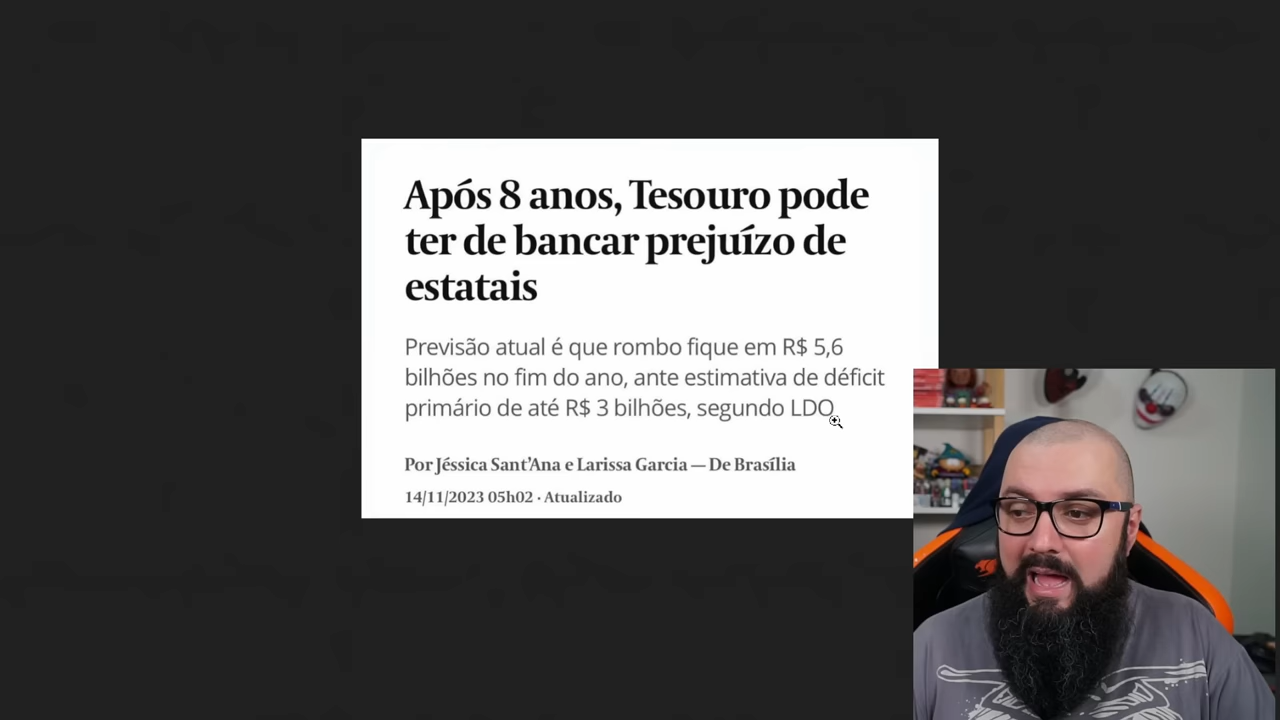 Após 8 anos, Tesouro pode
ter de bancar prejuízo de
estatais
Previsão atual é que rombo fique em R$ 5,6
bilhões no fim do ano, ante estimativa de déficit
primário de até R$ 3 bilhões, segundo LDO
Por Jéssica Sant’Ana e Larissa Garcia — De Brasília
14/11/2023 05h02 · Atualizado